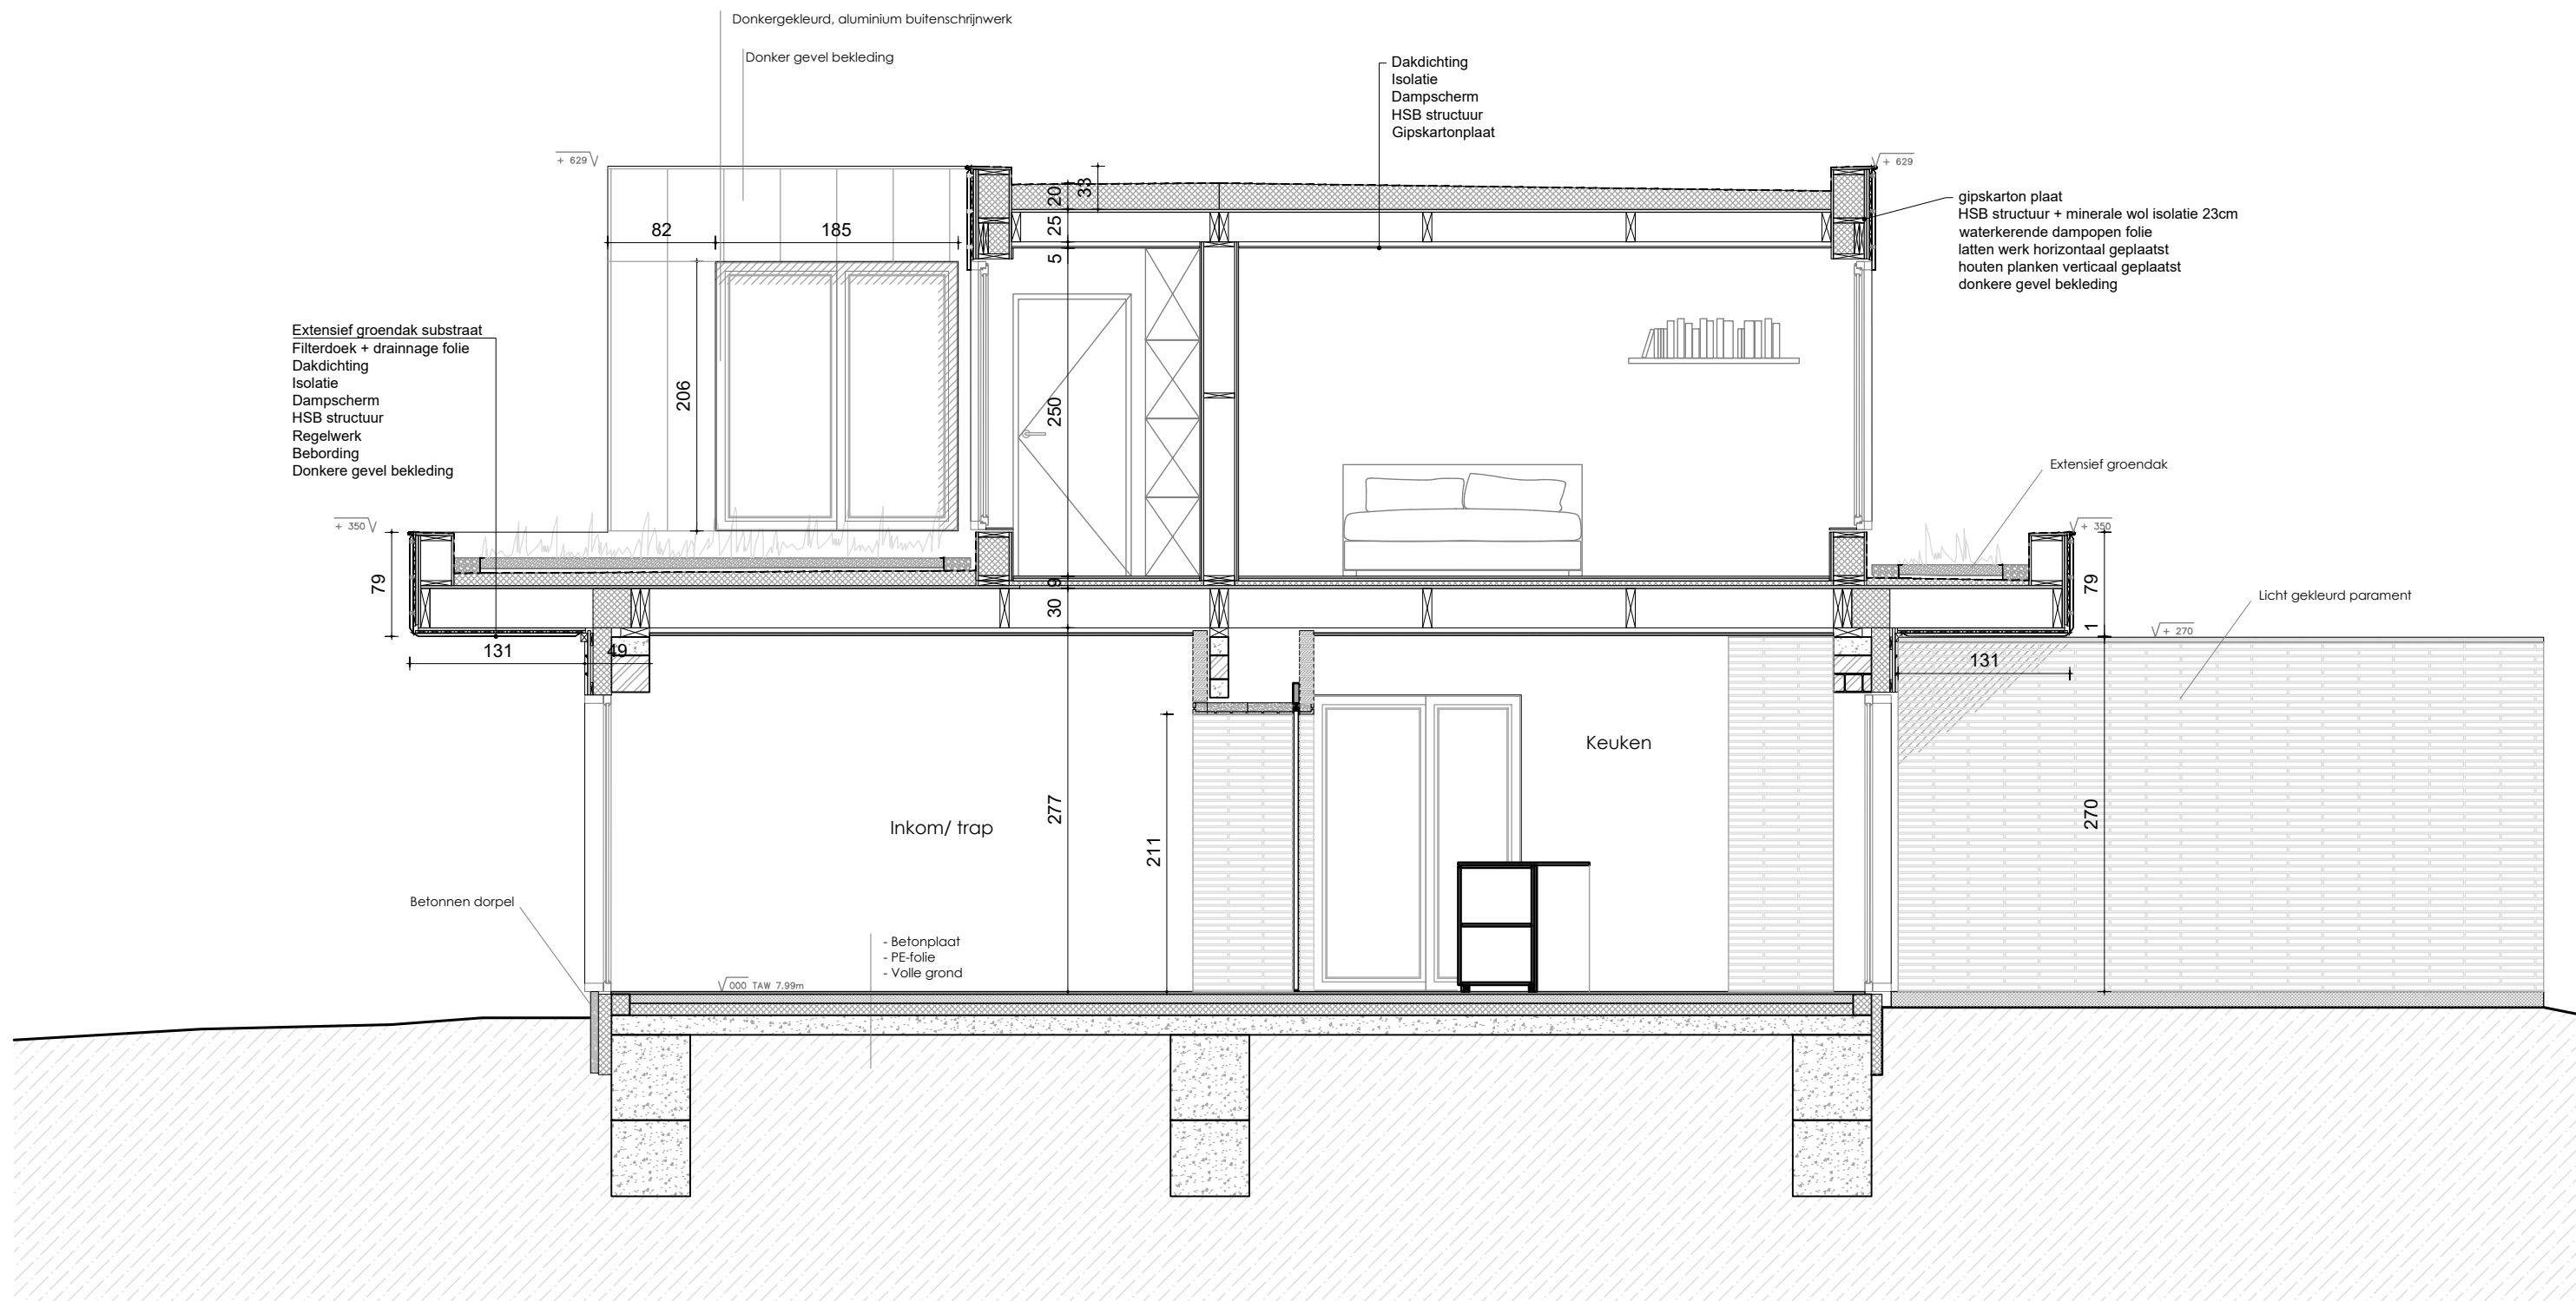 Donkergekleurd, aluminium buitenschrijnwerk
Donker gevel bekleding
Dakdichting
Isolatie
Dampscherm
HSB structuur
Gipskartonplaat
+ 629
+ 629
33
20
25
5
82
185
gipskarton plaat
HSB structuur + minerale wol isolatie 23cm
waterkerende dampopen folie
latten werk horizontaal geplaatst
houten planken verticaal geplaatst
donkere gevel bekleding
Extensief groendak substraat
Filterdoek + drainnage folie
Dakdichting
Isolatie
Dampscherm
HSB structuur
Regelwerk
Bebording
Donkere gevel bekleding
206
250
Extensief groendak
+ 350
+ 350
79
9
30
79
1
Licht gekleurd parament
+ 270
131
49
131
Keuken
Inkom/ trap
277
211
270
Betonnen dorpel
- Betonplaat
- PE-folie
- Volle grond
000 TAW 7.99m